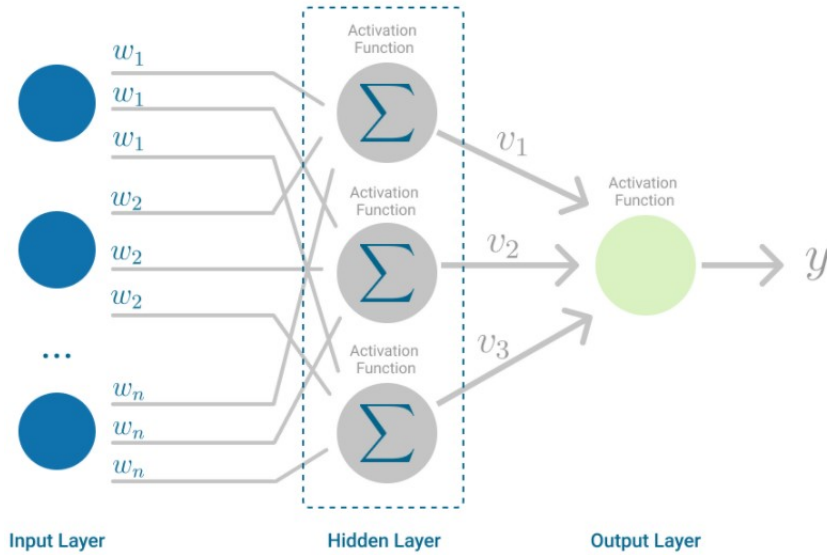 Activation
Function
w₁
w₁
w₁
Σ
v₁
w₂
w₂
w₂
Activation
Function
Σ
v₂
Activation
Function
y
...
Activation
Function
Σ
v₃
wₙ
wₙ
wₙ
Input Layer
Hidden Layer
Output Layer